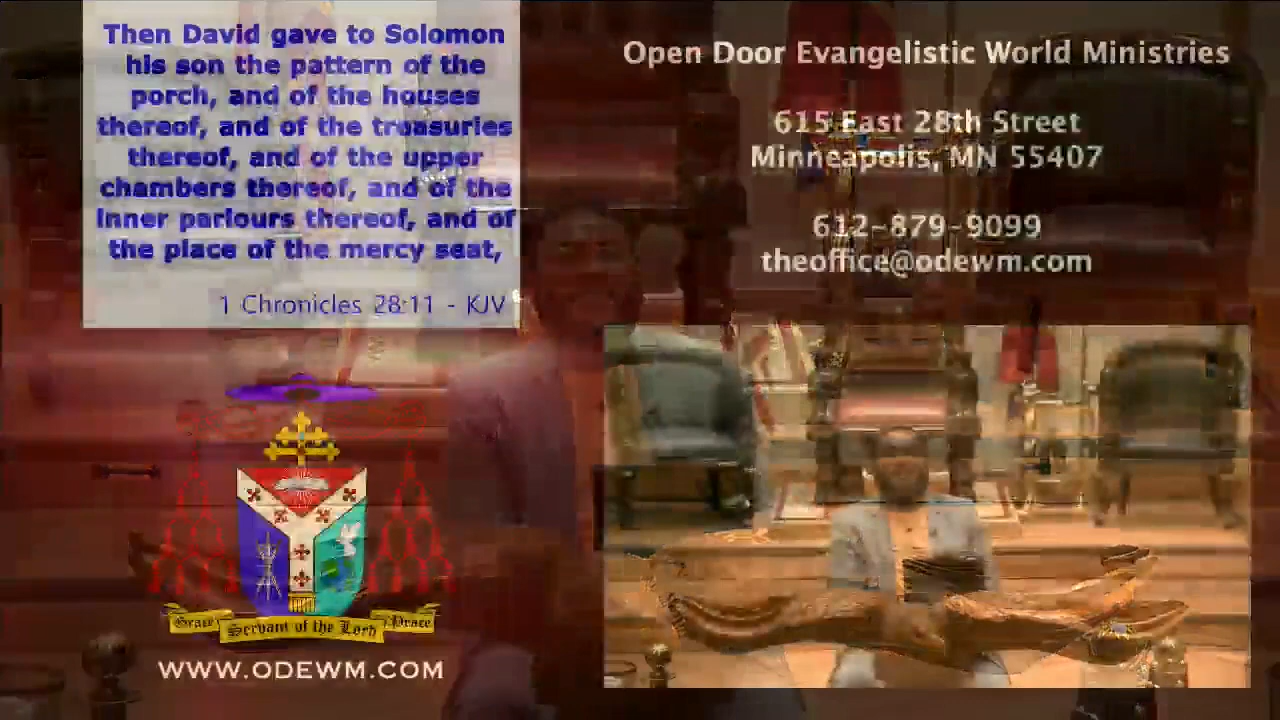 Then David gave to Solomon
his son the pattern of the
porch, and of the houses
thereof, and of the treasuries
thereof, and of the upper
chambers thereof, and of the
inner parlours thereof, and of
the place of the mercy seat,
1 Chronicles 28:11 - KJV
Open Door Evangelistic World Ministries
615 East 28th Street
Minneapolis, MN 55407
612-879-9099
theoffice@odewm.com
Grace Servant of the Lord Peace
WWW.ODEWM.COM